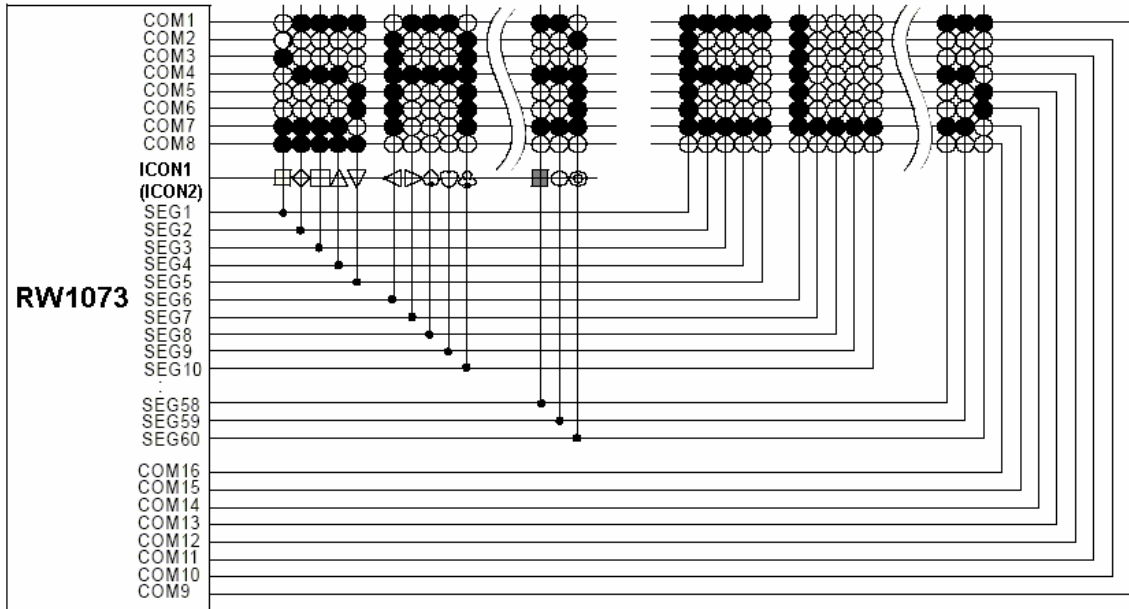 COM1
COM2
COM3
COM4
COM5
COM6
COM7
COM8
ICON1
(ICON2)
SEG1
SEG2
SEG3
SEG4
SEG5
RW1073
SEG6
SEG7
SEG8
SEG9
SEG10
:
SEG58
SEG59
SEG60
COM16
COM15
COM14
COM13
COM12
COM11
COM10
COM9